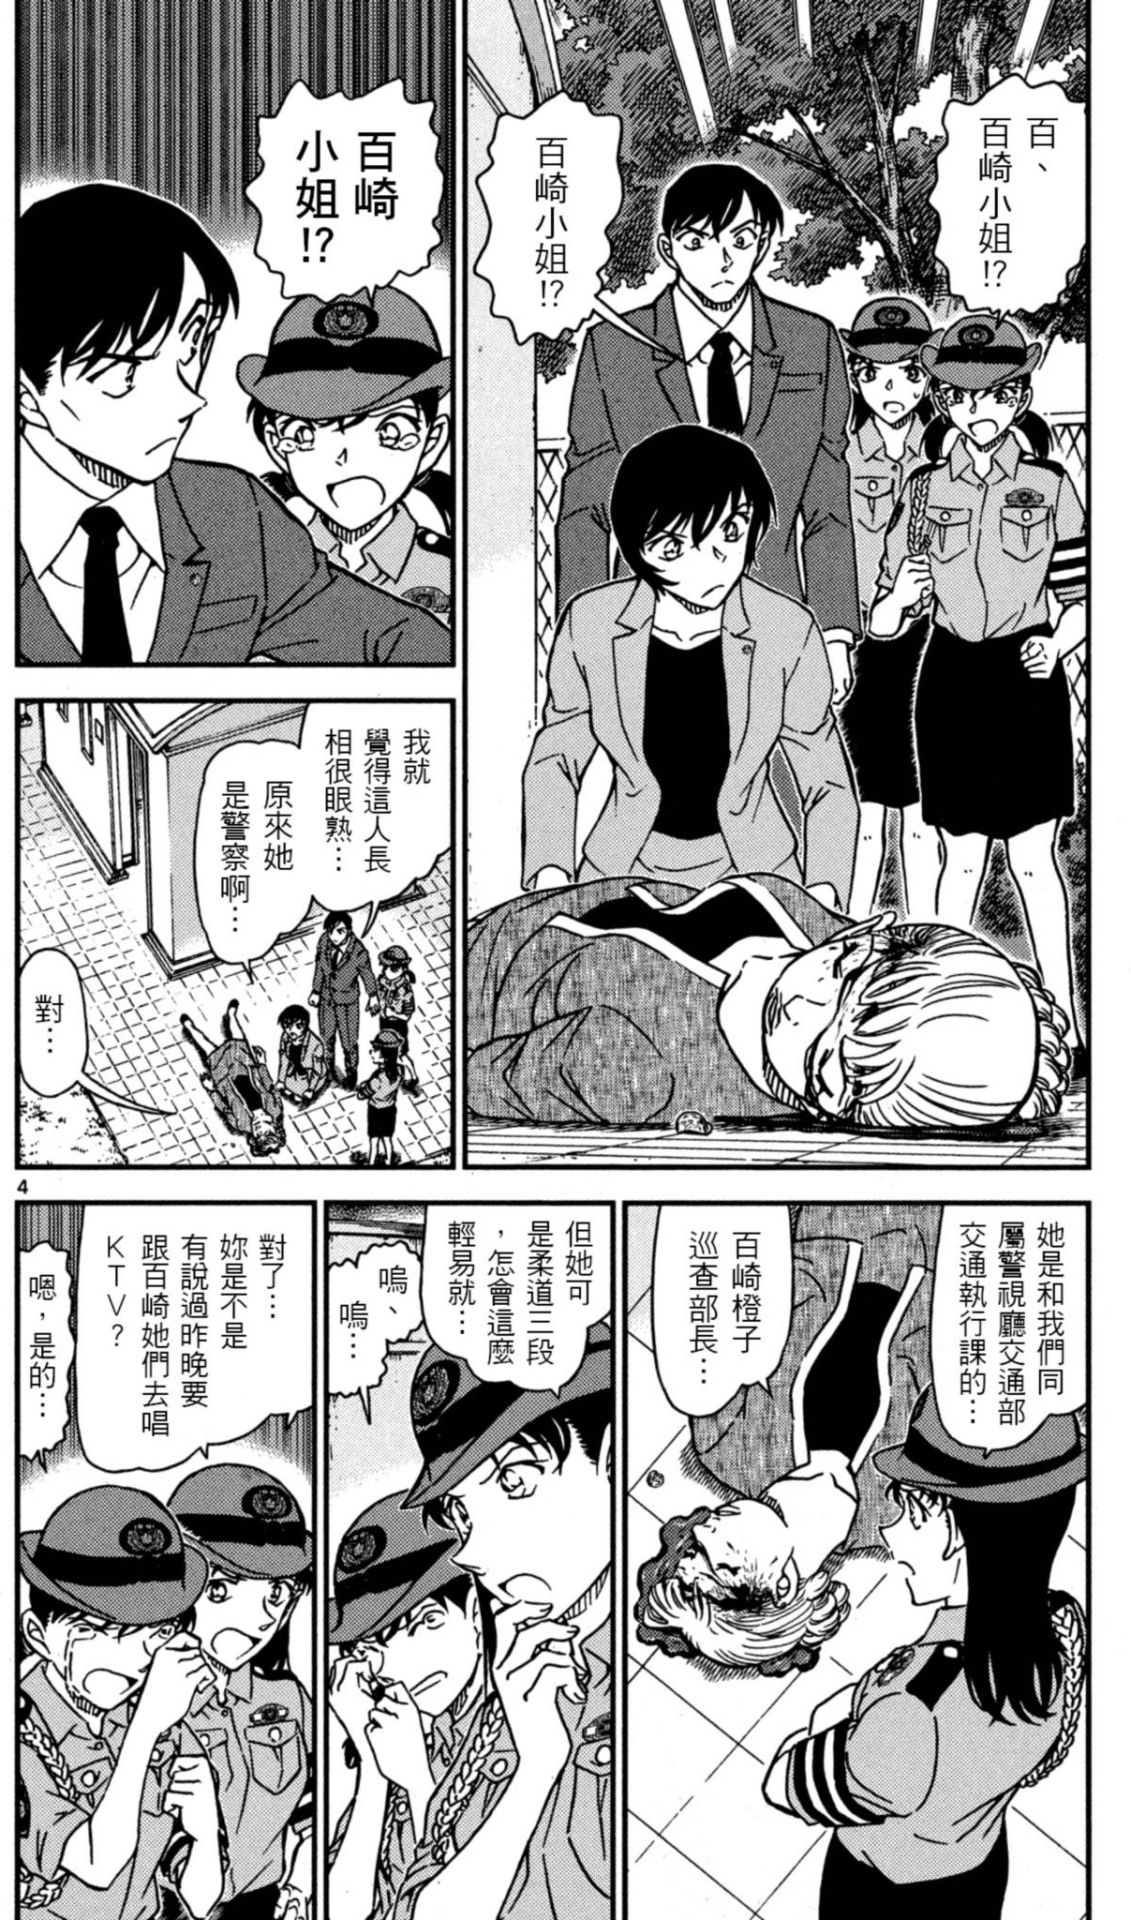 百、
百崎小姐!?
百崎小姐!?
百崎
小姐!?
我就
覺得這人長
相很眼熟…
原來她
是警察啊…
對…
她是和我們同
屬警視廳交通部
交通執行課的…
百崎橙子
巡查部長…
但她可
是柔道三段
，怎會這麼
輕易就…
嗚、
嗚…
對了…
妳是不是
有說過昨晚要
跟百崎她們去唱
KTV?
嗯，是的…
4